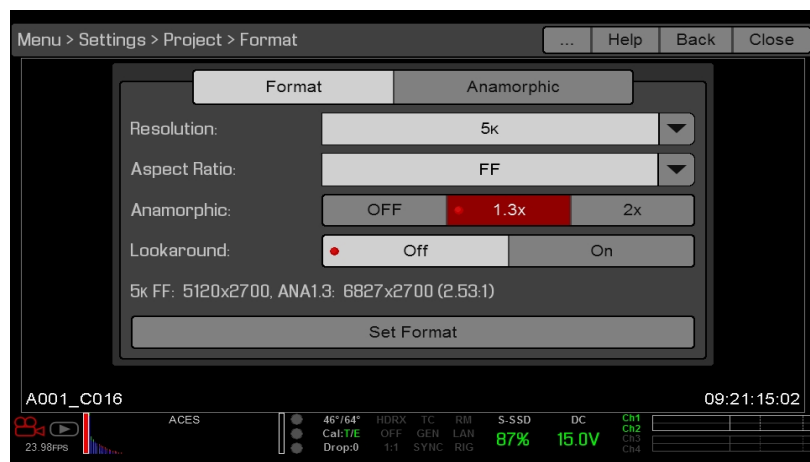 Menu > Settings > Project > Format ... Help Back Close
Format Anamorphic
Resolution: 5K
Aspect Ratio: FF
Anamorphic: OFF 1.3x 2x
Lookaround: Off On
5K FF: 5120x2700, ANA1.3: 6827x2700 (2.53:1)
Set Format
A001_C016 09:21:15:02
ACES 46°/64° HDRX TC RM S-SSD DC Ch1
Cal:T/E OFF GEN LAN 87% 15.0V Ch2
23.98FPS Drop:0 1:1 SYNC RIG Ch3
Ch4